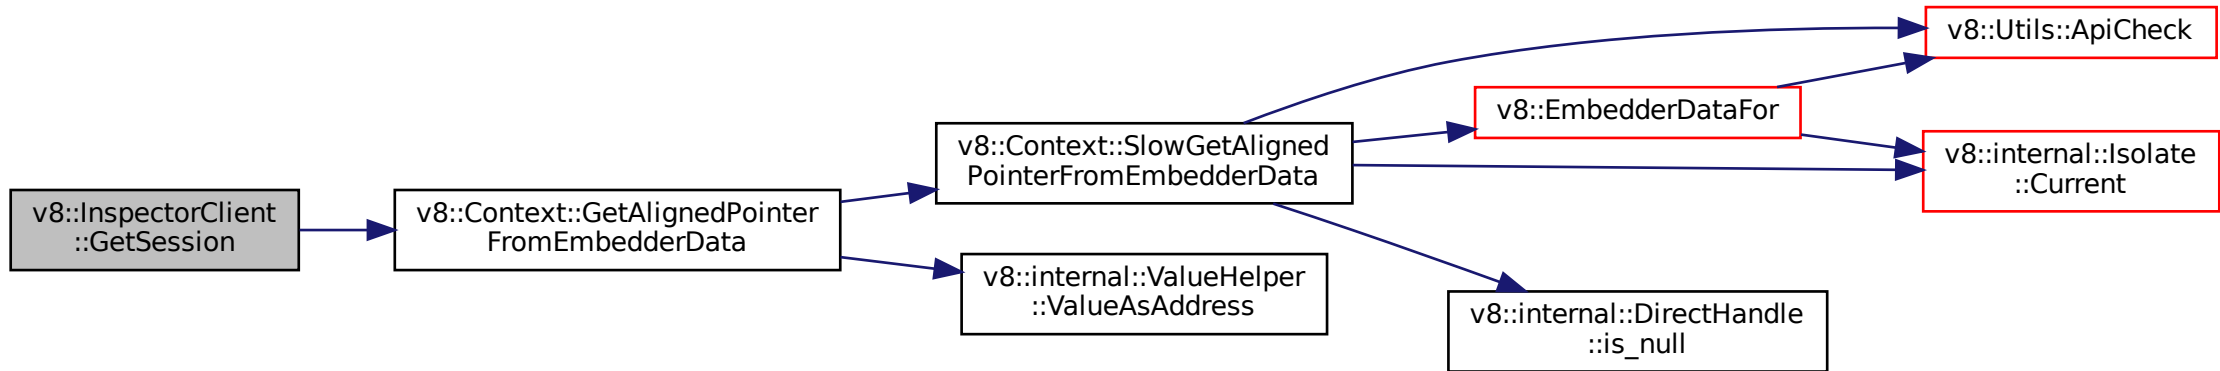 v8::InspectorClient
::GetSession
v8::Context::GetAlignedPointer
FromEmbedderData
v8::Context::SlowGetAligned
PointerFromEmbedderData
v8::internal::ValueHelper
::ValueAsAddress
v8::EmbedderDataFor
v8::internal::DirectHandle
::is_null
v8::Utils::ApiCheck
v8::internal::Isolate
::Current